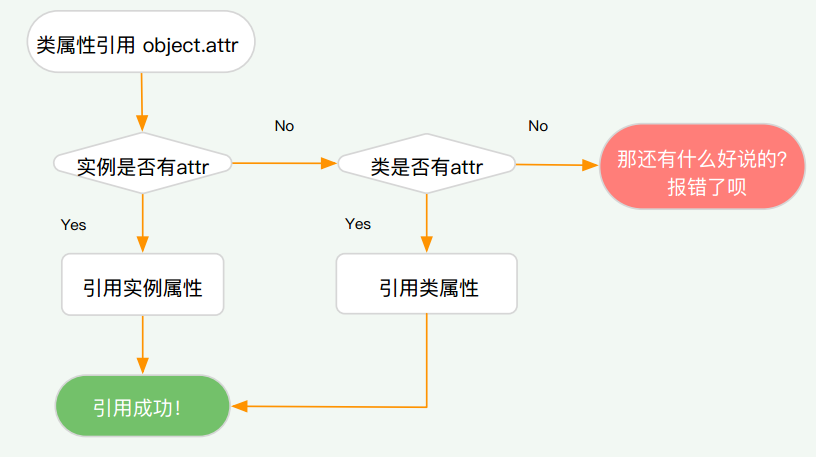 类属性引用 object.attr
实例是否有attr
No
类是否有attr
No
那还有什么好说的?
报错了呗
Yes
引用实例属性
Yes
引用类属性
引用成功!